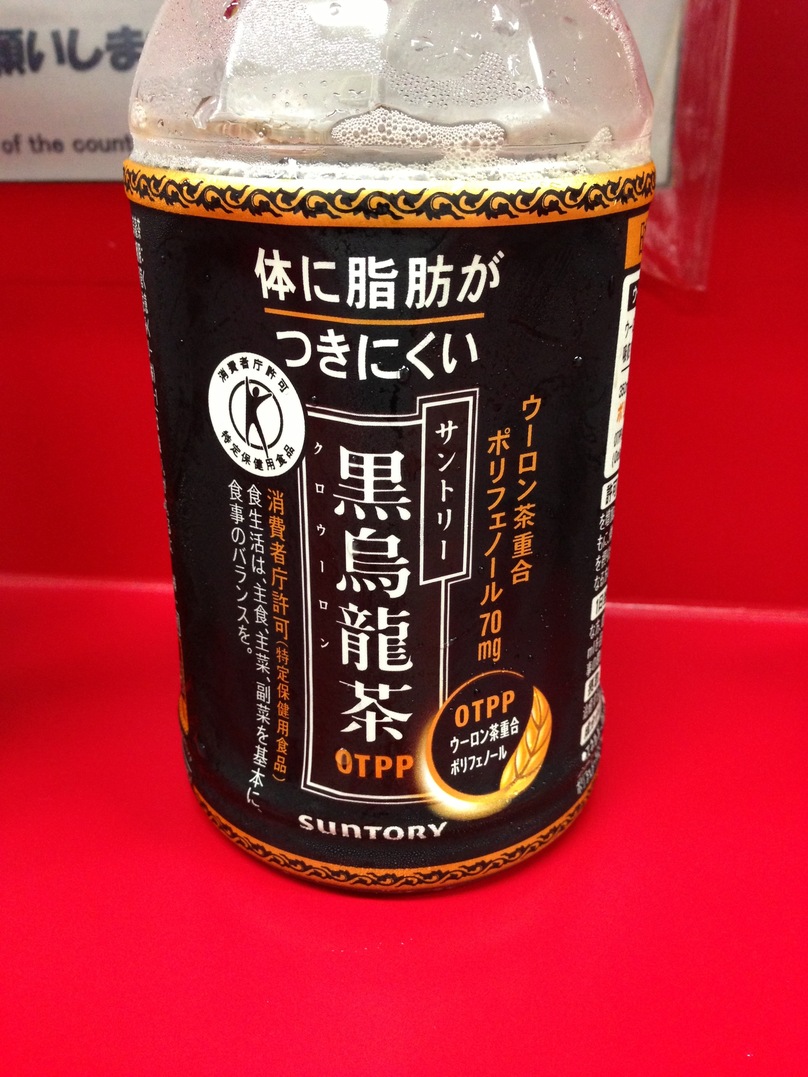 願いしま
of the count
体に脂肪が
つきにくい
消費者庁許可
特定保健用食品
ウーロン茶重合
ポリフェノール70mg
サントリー
黒烏龍茶
クロウーロン
OTPP
消費者庁許可(特定保健用食品)
食生活は、主食、主菜、副菜を基本に、
食事のバランスを。
OTPP
ウーロン茶重合
ポリフェノール
SUNTORY